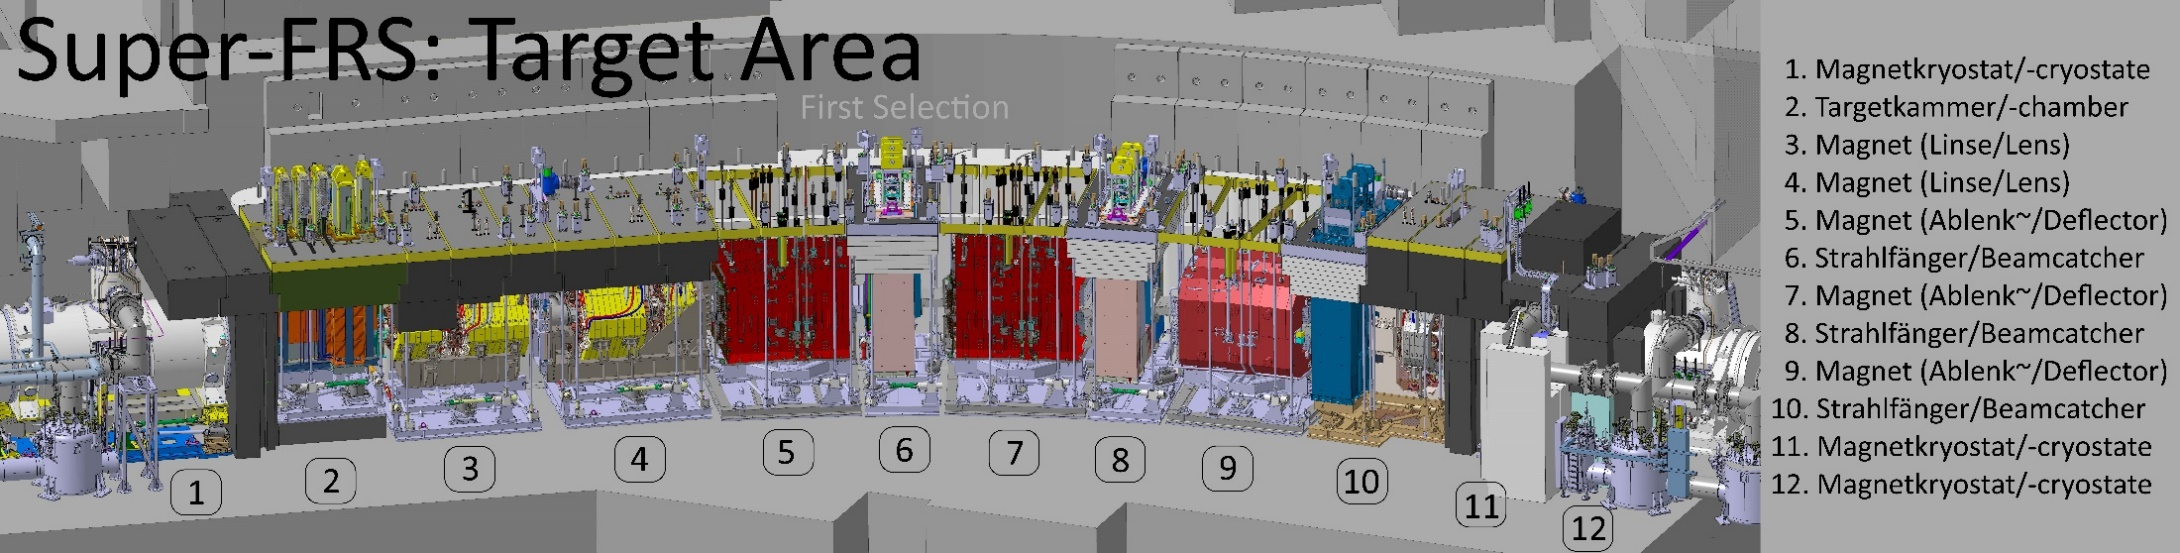 Super-FRS: Target Area
First Selection
1. Magnetkryostat/-cryostate
2. Targetkammer/-chamber
3. Magnet (Linse/Lens)
4. Magnet (Linse/Lens)
5. Magnet (Ablenk~/Deflector)
6. Strahlfänger/Beamcatcher
7. Magnet (Ablenk~/Deflector)
8. Strahlfänger/Beamcatcher
9. Magnet (Ablenk~/Deflector)
10. Strahlfänger/Beamcatcher
11. Magnetkryostat/-cryostate
12. Magnetkryostat/-cryostate
1
1
2
3
4
5
6
7
8
9
10
11
12